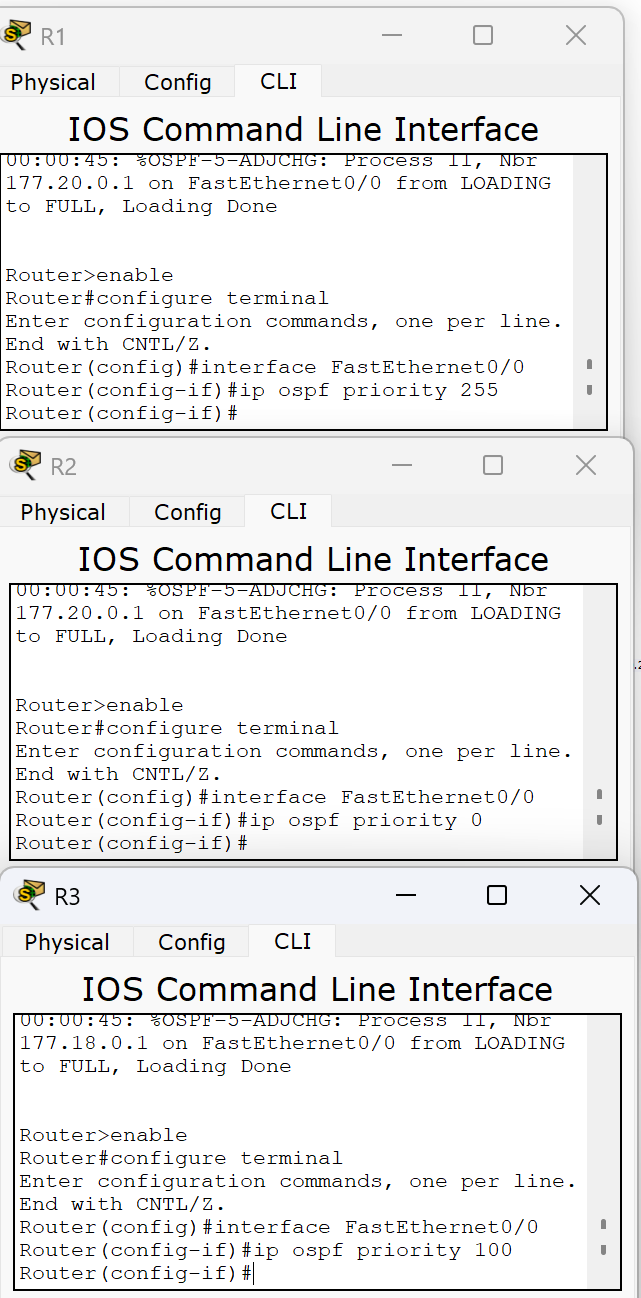 R1
Physical Config CLI
IOS Command Line Interface
00:00:45: %OSPF-5-ADJCHG: Process 11, Nbr
177.20.0.1 on FastEthernet0/0 from LOADING
to FULL, Loading Done
Router>enable
Router#configure terminal
Enter configuration commands, one per line.
End with CNTL/Z.
Router(config)#interface FastEthernet0/0
Router(config-if)#ip ospf priority 255
Router(config-if)#
R2
Physical Config CLI
IOS Command Line Interface
00:00:45: %OSPF-5-ADJCHG: Process 11, Nbr
177.20.0.1 on FastEthernet0/0 from LOADING
to FULL, Loading Done
Router>enable
Router#configure terminal
Enter configuration commands, one per line.
End with CNTL/Z.
Router(config)#interface FastEthernet0/0
Router(config-if)#ip ospf priority 0
Router(config-if)#
R3
Physical Config CLI
IOS Command Line Interface
00:00:45: %OSPF-5-ADJCHG: Process 11, Nbr
177.18.0.1 on FastEthernet0/0 from LOADING
to FULL, Loading Done
Router>enable
Router#configure terminal
Enter configuration commands, one per line.
End with CNTL/Z.
Router(config)#interface FastEthernet0/0
Router(config-if)#ip ospf priority 100
Router(config-if)#